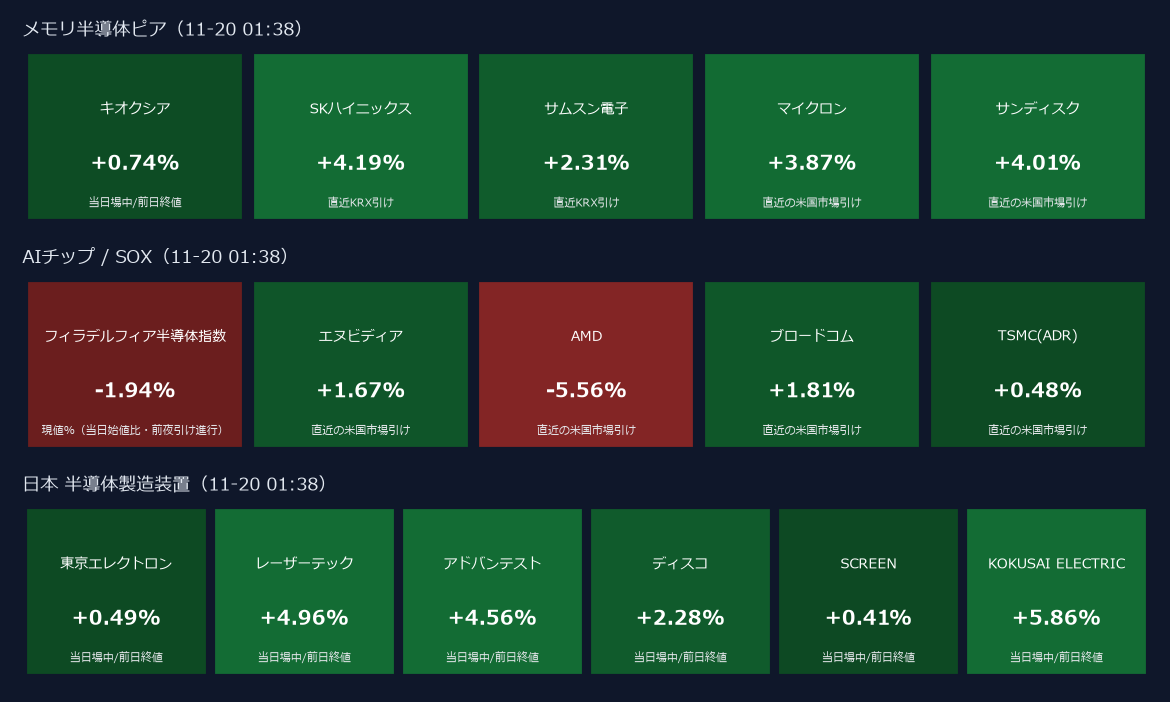 メモリ半導体ピア（11-20 01:38）
キオクシア
+0.74%
当日場中/前日終値
SKハイニックス
+4.19%
直近KRX引け
サムスン電子
+2.31%
直近KRX引け
マイクロン
+3.87%
直近の米国市場引け
サンディスク
+4.01%
直近の米国市場引け
AIチップ / SOX（11-20 01:38）
フィラデルフィア半導体指数
-1.94%
現値%（当日始値比・前夜引け進行）
エヌビディア
+1.67%
直近の米国市場引け
AMD
-5.56%
直近の米国市場引け
ブロードコム
+1.81%
直近の米国市場引け
TSMC(ADR)
+0.48%
直近の米国市場引け
日本 半導体製造装置（11-20 01:38）
東京エレクトロン
+0.49%
当日場中/前日終値
レーザーテック
+4.96%
当日場中/前日終値
アドバンテスト
+4.56%
当日場中/前日終値
ディスコ
+2.28%
当日場中/前日終値
SCREEN
+0.41%
当日場中/前日終値
KOKUSAI ELECTRIC
+5.86%
当日場中/前日終値